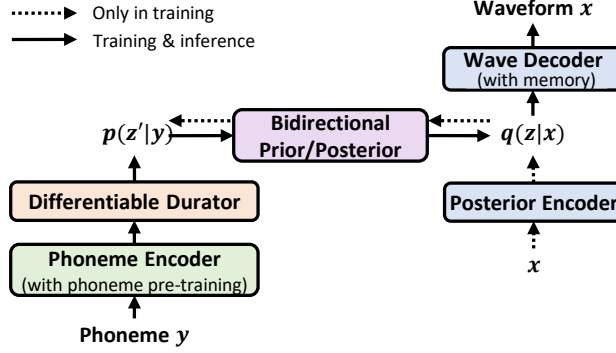 Only in training
Training & inference
Waveform x
Wave Decoder
(with memory)
p(z′|y)
Bidirectional
Prior/Posterior
q(z|x)
Differentiable Durator
Posterior Encoder
Phoneme Encoder
(with phoneme pre-training)
x
Phoneme y